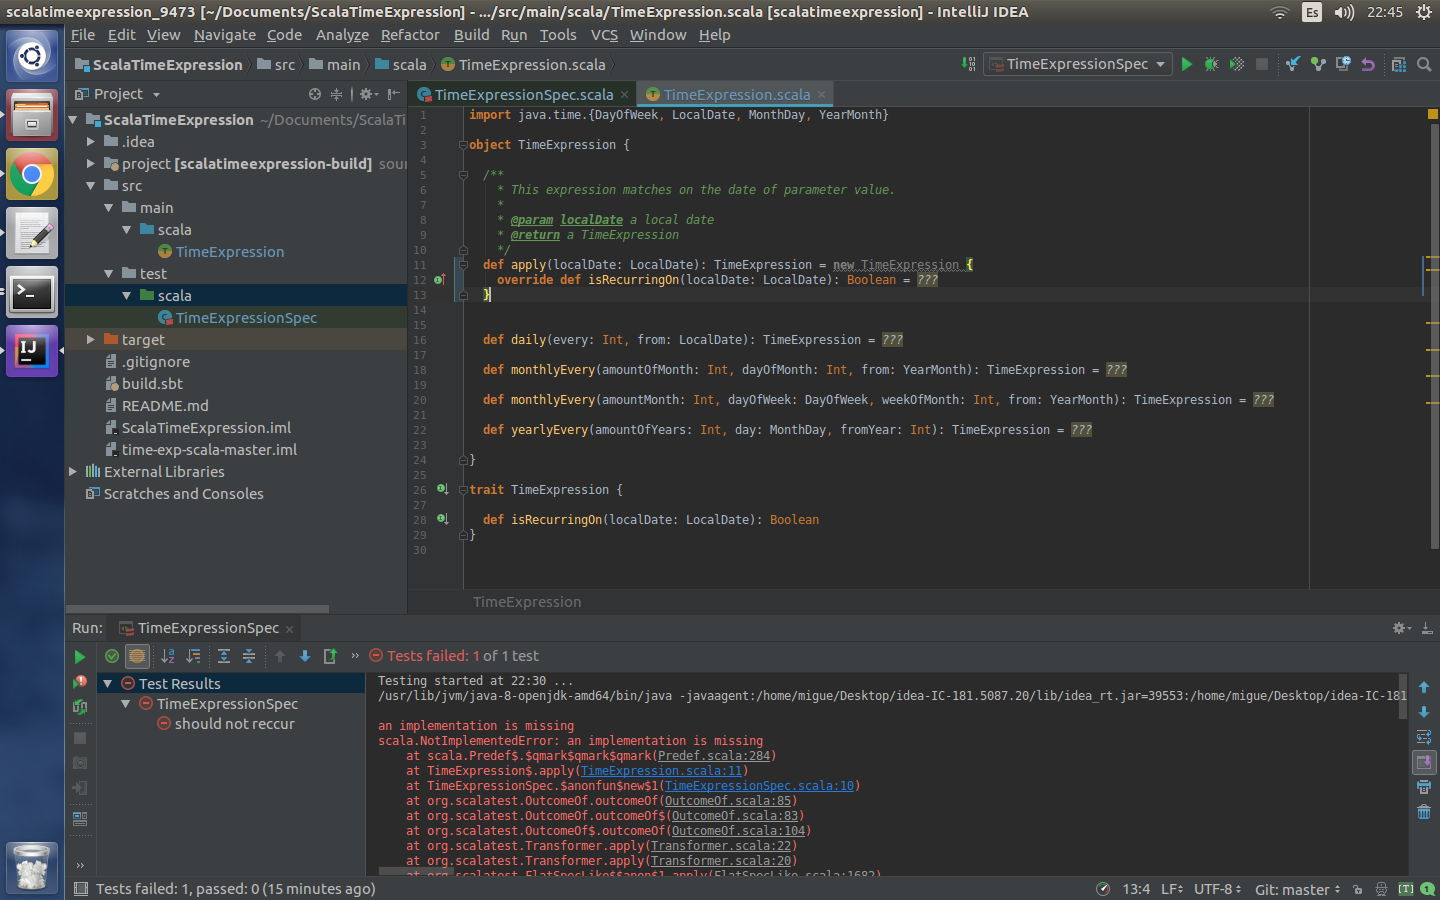 scalatimeexpression_9473 [~/Documents/ScalaTimeExpression] - .../src/main/scala/TimeExpression.scala [scalatimeexpression] - IntelliJ IDEA
Es
22:45
File Edit View Navigate Code Analyze Refactor Build Run Tools VCS Window Help
ScalaTimeExpression src main scala TimeExpression.scala
TimeExpressionSpec
Project
TimeExpressionSpec.scala
TimeExpression.scala
ScalaTimeExpression ~/Documents/ScalaTi
.idea
project [scalatimeexpression-build] sour
src
main
scala
TimeExpression
test
scala
TimeExpressionSpec
target
.gitignore
build.sbt
README.md
ScalaTimeExpression.iml
time-exp-scala-master.iml
External Libraries
Scratches and Consoles
1 import java.time.{DayOfWeek, LocalDate, MonthDay, YearMonth}
2
3 object TimeExpression {
4
5 /**
6 * This expression matches on the date of parameter value.
7 *
8 * @param localDate a local date
9 * @return a TimeExpression
10 */
11 def apply(localDate: LocalDate): TimeExpression = new TimeExpression {
12 override def isRecurringOn(localDate: LocalDate): Boolean = ???
13 }
14
15
16 def daily(every: Int, from: LocalDate): TimeExpression = ???
17
18 def monthlyEvery(amountOfMonth: Int, dayOfMonth: Int, from: YearMonth): TimeExpression = ???
19
20 def monthlyEvery(amountMonth: Int, dayOfWeek: DayOfWeek, weekOfMonth: Int, from: YearMonth): TimeExpression = ???
21
22 def yearlyEvery(amountOfYears: Int, day: MonthDay, fromYear: Int): TimeExpression = ???
23
24 }
25
26 trait TimeExpression {
27
28 def isRecurringOn(localDate: LocalDate): Boolean
29 }
30
TimeExpression
Run: TimeExpressionSpec
Tests failed: 1 of 1 test
Test Results
TimeExpressionSpec
should not reccur
Testing started at 22:30 ...
/usr/lib/jvm/java-8-openjdk-amd64/bin/java -javaagent:/home/migue/Desktop/idea-IC-181.5087.20/lib/idea_rt.jar=39553:/home/migue/Desktop/idea-IC-181
an implementation is missing
scala.NotImplementedError: an implementation is missing
at scala.Predef$.$qmark$qmark$qmark(Predef.scala:284)
at TimeExpression$.apply(TimeExpression.scala:11)
at TimeExpressionSpec.$anonfun$new$1(TimeExpressionSpec.scala:10)
at org.scalatest.OutcomeOf.outcomeOf(OutcomeOf.scala:85)
at org.scalatest.OutcomeOf.outcomeOf$(OutcomeOf.scala:83)
at org.scalatest.OutcomeOf$.outcomeOf(OutcomeOf.scala:104)
at org.scalatest.Transformer.apply(Transformer.scala:22)
at org.scalatest.Transformer.apply(Transformer.scala:20)
at org.scalatest.FlatSpecLike$$anon$1.apply(FlatSpecLike.scala:1682)
Tests failed: 1, passed: 0 (15 minutes ago)
13:4 LF UTF-8 Git: master
[T]
1